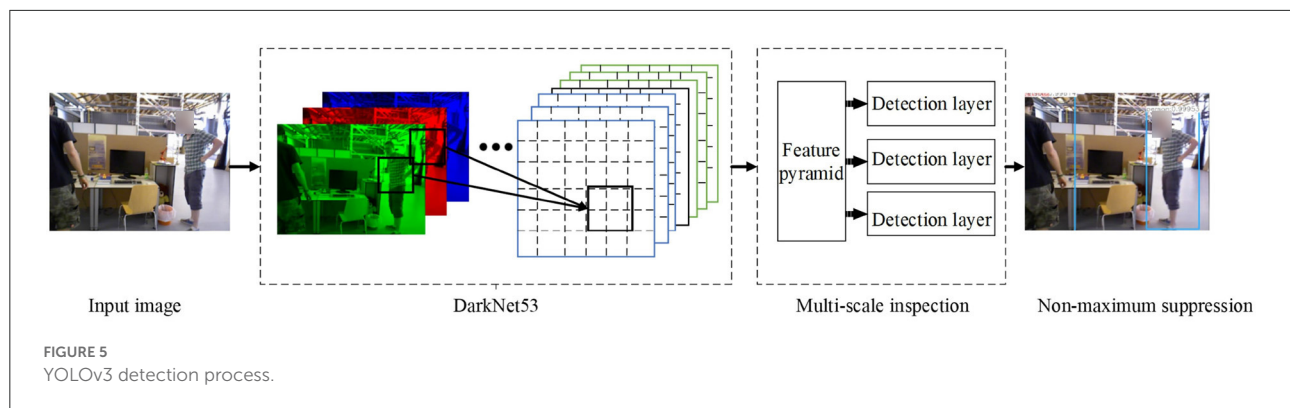 Feature
pyramid
Detection layer
Detection layer
Detection layer
Input image
DarkNet53
Multi-scale inspection
Non-maximum suppression
FIGURE 5
YOLOv3 detection process.